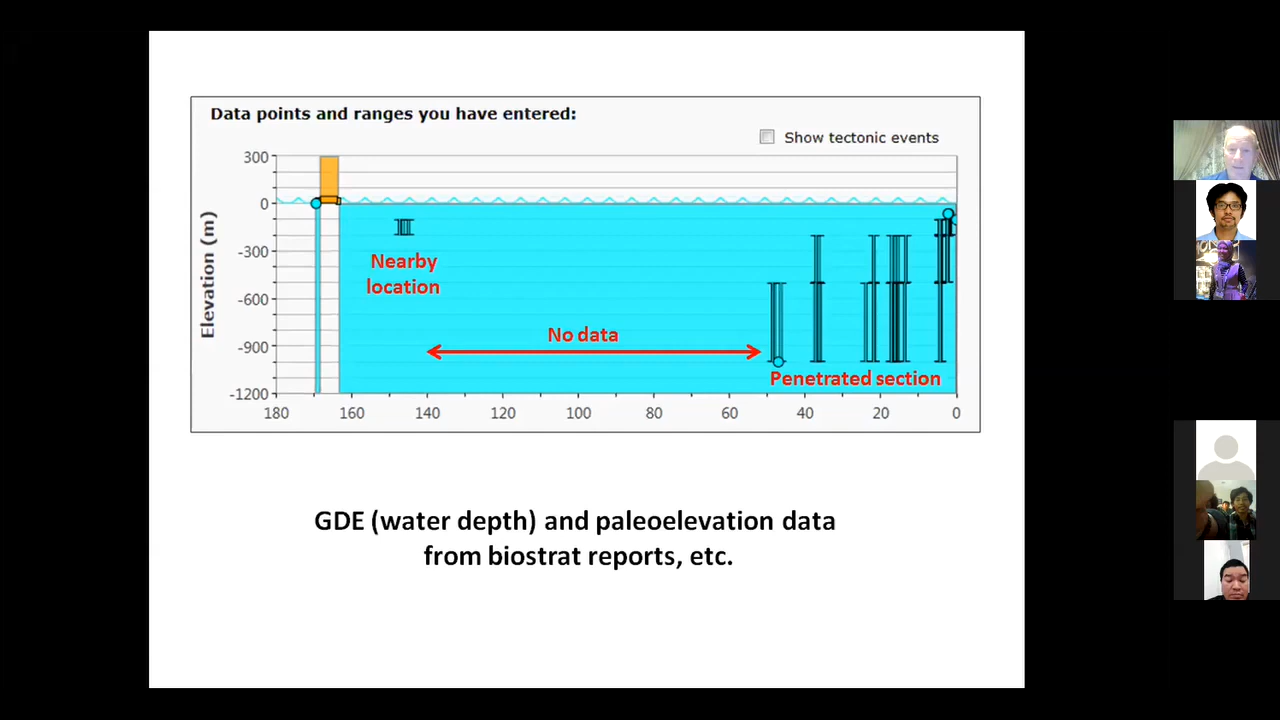 Data points and ranges you have entered:
Show tectonic events
300
0
-300
-600
-900
-1200
Elevation (m)
Nearby
location
No data
Penetrated section
180
160
140
120
100
80
60
40
20
0
GDE (water depth) and paleoelevation data
from biostrat reports, etc.